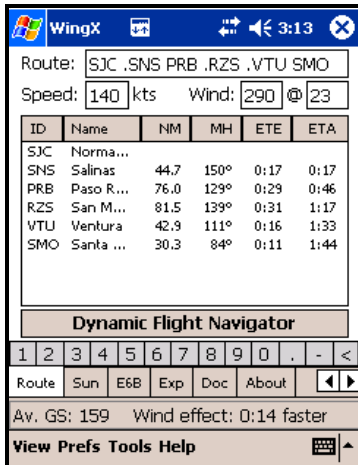 WingX 3:13
Route: SJC .SNS PRB .RZS .VTU SMO
Speed: 140 kts Wind: 290 @ 23
ID Name NM MH ETE ETA
SJC Norma...
SNS Salinas 44.7 150° 0:17 0:17
PRB Paso R... 76.0 129° 0:29 0:46
RZS San M... 81.5 139° 0:31 1:17
VTU Ventura 42.9 111° 0:16 1:33
SMO Santa ... 30.3 84° 0:11 1:44
Dynamic Flight Navigator
1 2 3 4 5 6 7 8 9 0 . - <
Route Sun E6B Exp Doc About
Av. GS: 159 Wind effect: 0:14 faster
View Prefs Tools Help